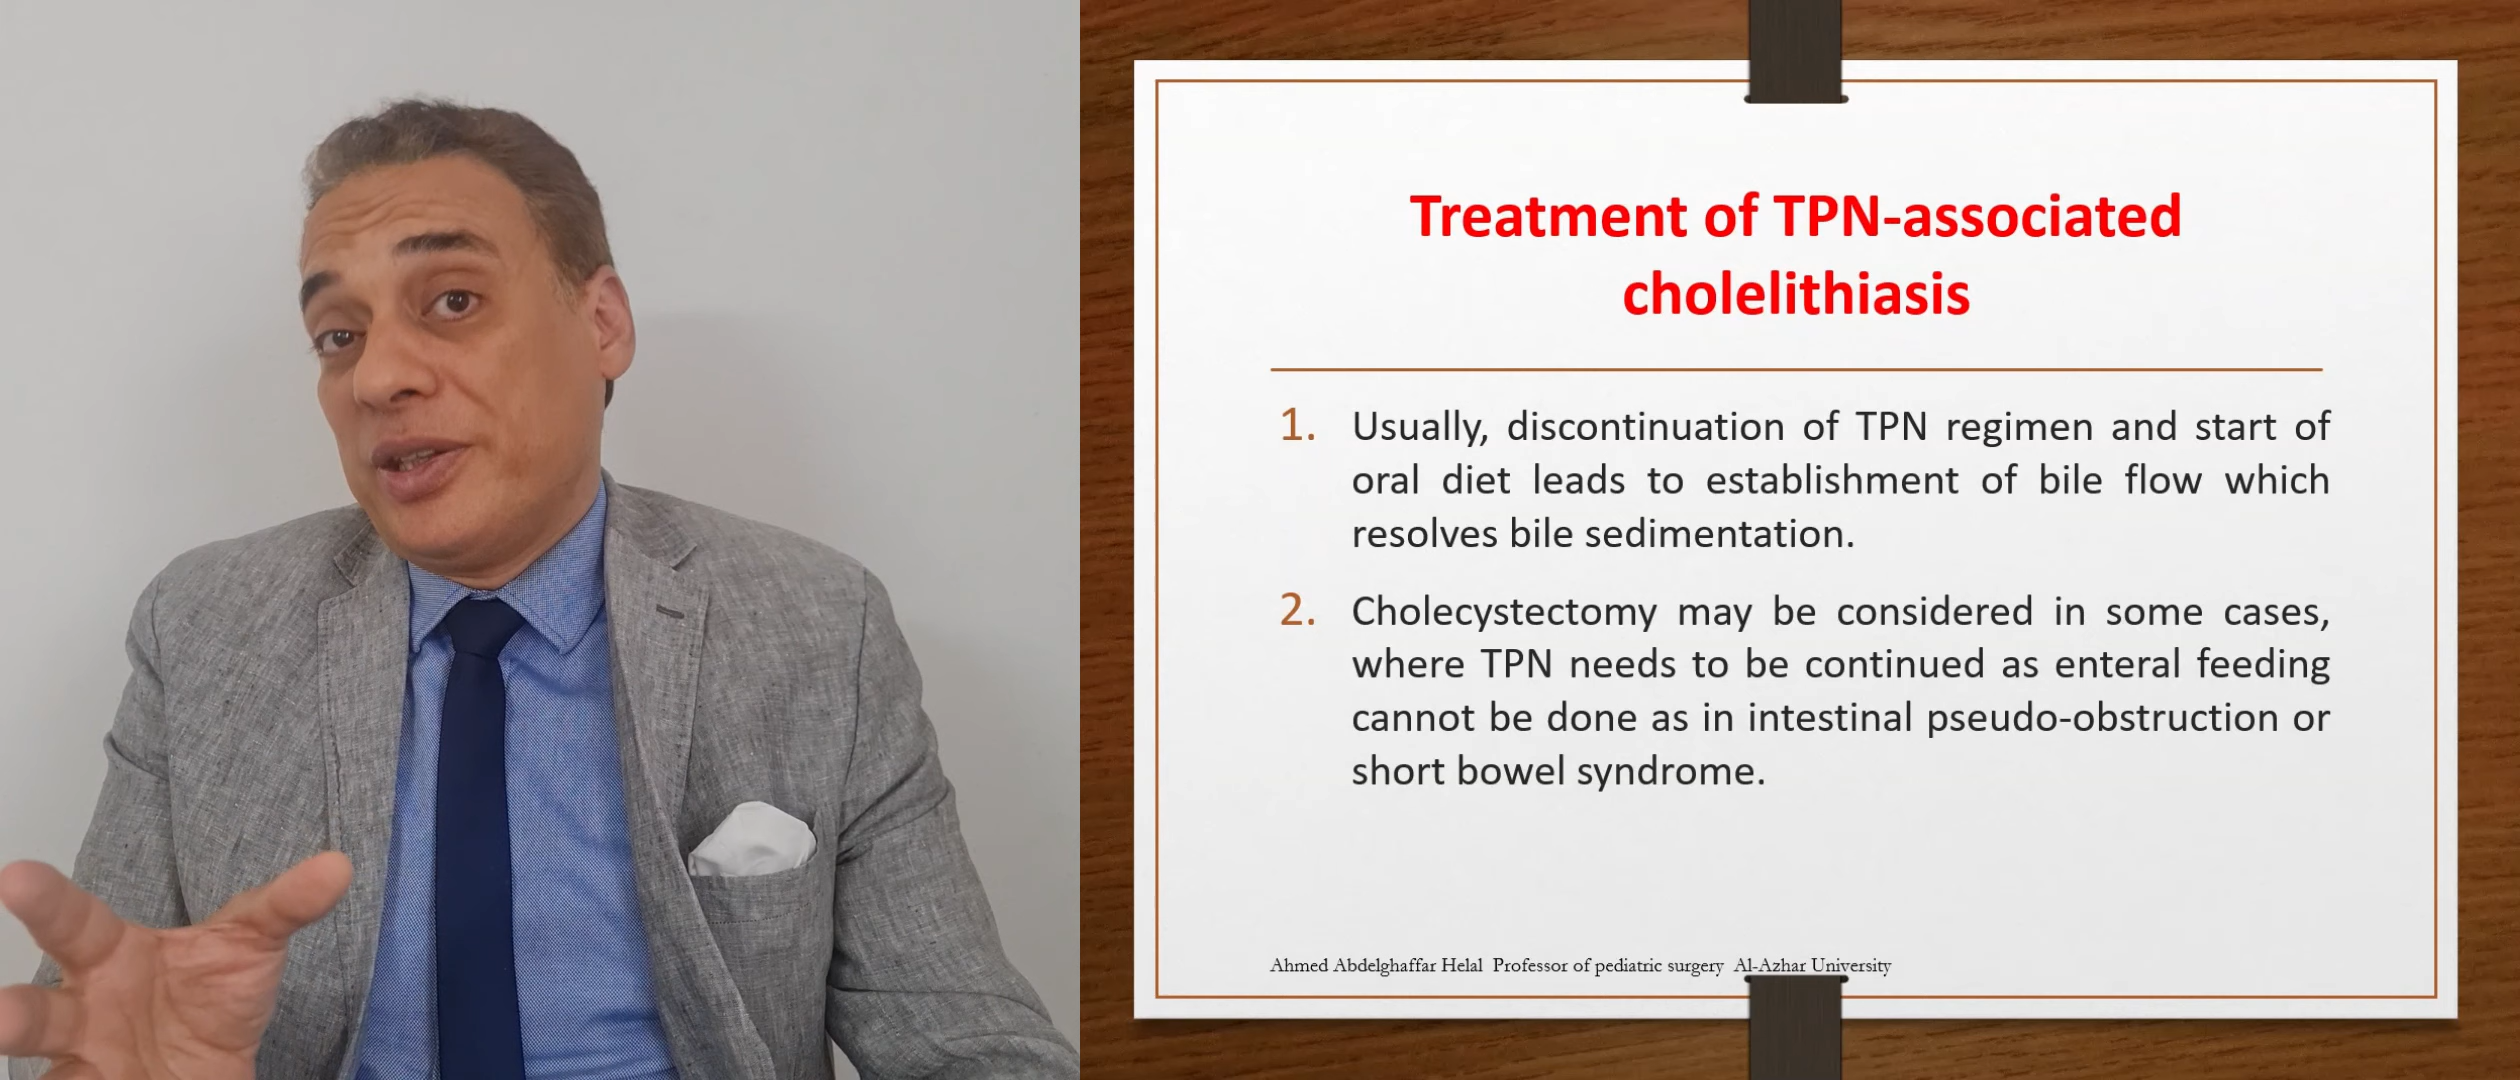 Treatment of TPN-associated
cholelithiasis
1. Usually, discontinuation of TPN regimen and start of
oral diet leads to establishment of bile flow which
resolves bile sedimentation.
2. Cholecystectomy may be considered in some cases,
where TPN needs to be continued as enteral feeding
cannot be done as in intestinal pseudo-obstruction or
short bowel syndrome.
Ahmed Abdelghaffar Helal Professor of pediatric surgery Al-Azhar University